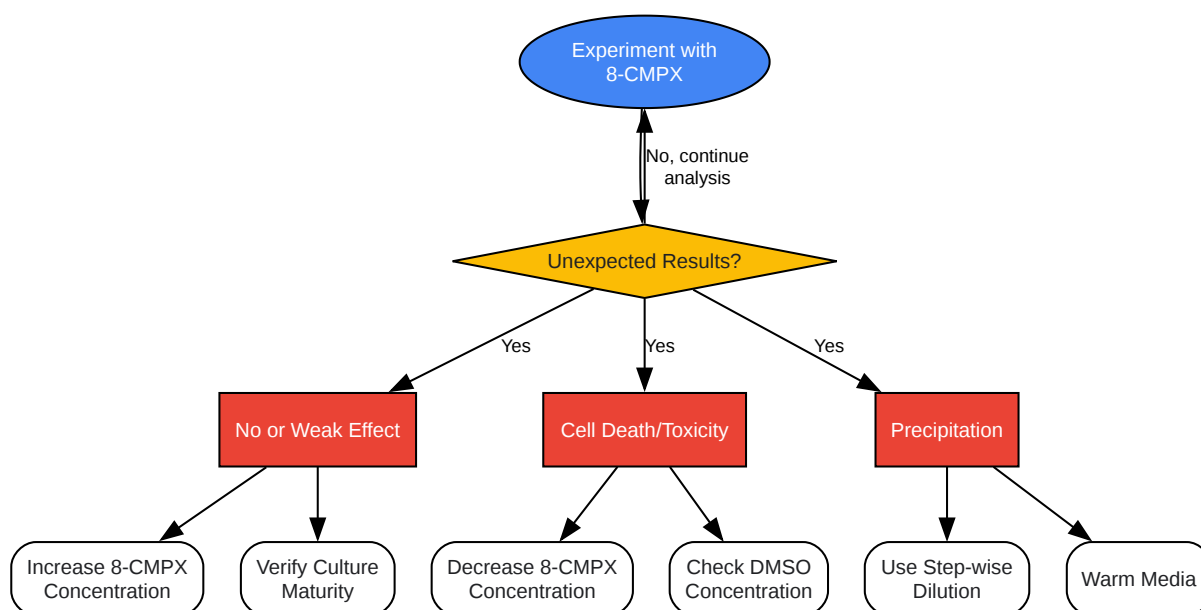 Experiment with
8-CMPX
No, continue
analysis
Unexpected Results?
Yes
Yes
Yes
No or Weak Effect
Cell Death/Toxicity
Precipitation
Increase 8-CMPX
Concentration
Verify Culture
Maturity
Decrease 8-CMPX
Concentration
Check DMSO
Concentration
Use Step-wise
Dilution
Warm Media